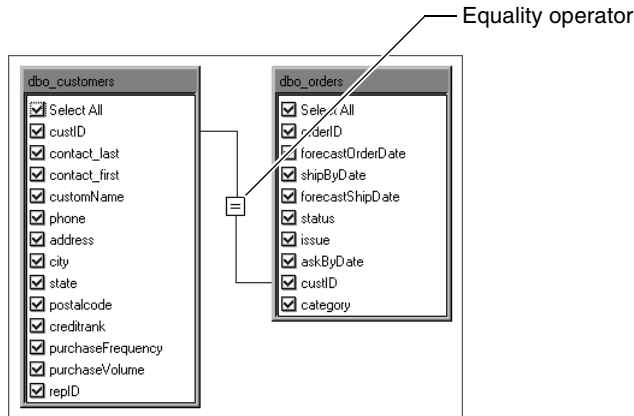 Equality operator
dbo_customers
Select All
custID
contact_last
contact_first
customName
phone
address
city
state
postalcode
creditrank
purchaseFrequency
purchaseVolume
repID
=
dbo_orders
Select All
orderID
forecastOrderDate
shipByDate
forecastShipDate
status
issue
askByDate
custID
category